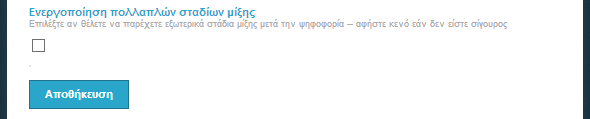 Ενεργοποίηση πολλαπλών σταδίων μίξης
Επιλέξτε αν θέλετε να παρέχετε εξωτερικά στάδια μίξης μετά την ψηφοφορία -- αφήστε κενό εάν δεν είστε σίγουρος
.
Αποθήκευση